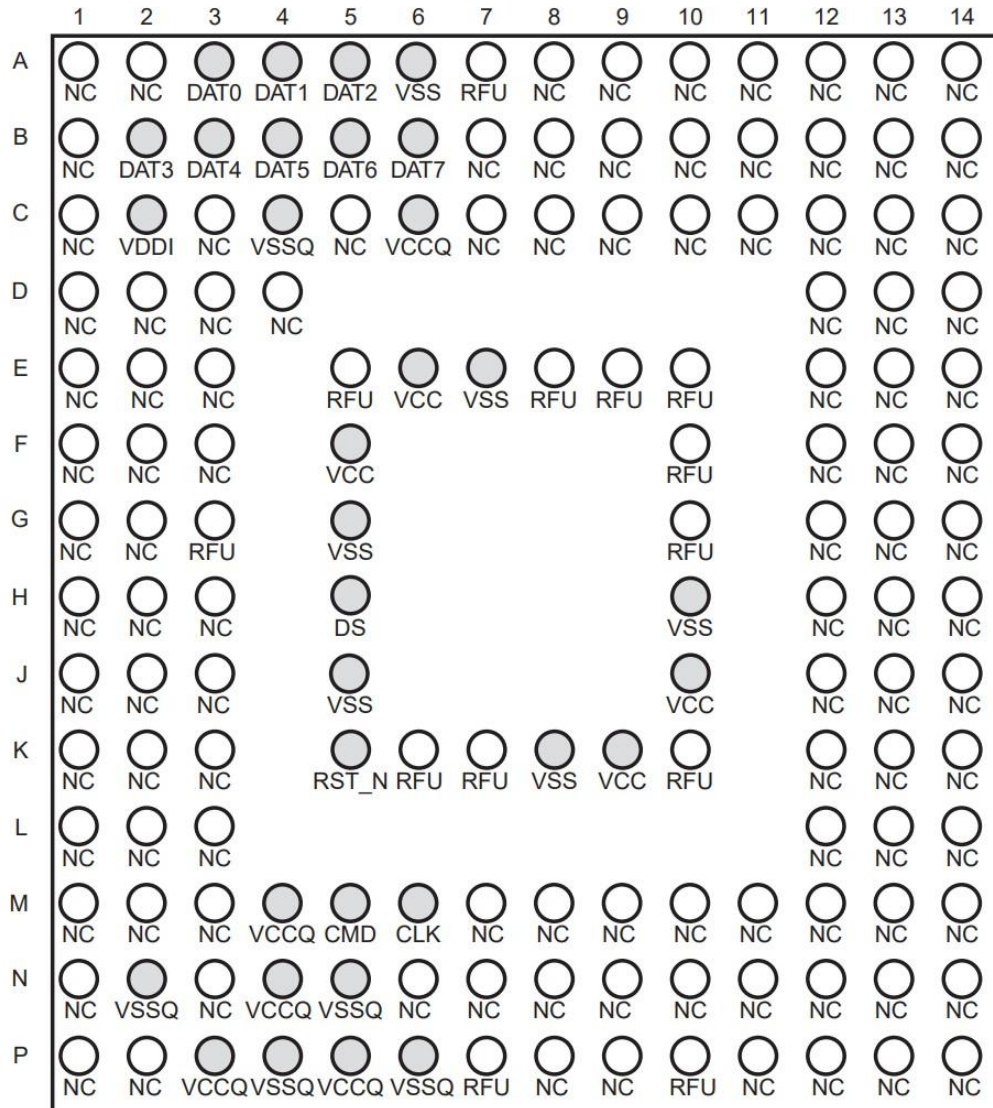 1 2 3 4 5 6 7 8 9 10 11 12 13 14
A
NC NC DAT0 DAT1 DAT2 VSS RFU NC NC NC NC NC NC NC
B
NC DAT3 DAT4 DAT5 DAT6 DAT7 NC NC NC NC NC NC NC NC
C
NC VDDI NC VSSQ NC VCCQ NC NC NC NC NC NC NC NC
D
NC NC NC NC NC NC NC
E
NC NC NC RFU VCC VSS RFU RFU RFU NC NC NC
F
NC NC NC VCC RFU NC NC NC
G
NC NC RFU VSS RFU NC NC NC
H
NC NC NC DS VSS NC NC NC
J
NC NC NC VSS VCC NC NC NC
K
NC NC NC RST_N RFU RFU VSS VCC RFU NC NC NC
L
NC NC NC NC NC NC
M
NC NC NC VCCQ CMD CLK NC NC NC NC NC NC NC NC
N
NC VSSQ NC VCCQ VSSQ NC NC NC NC NC NC NC NC NC
P
NC NC VCCQ VSSQ VCCQ VSSQ RFU NC NC RFU NC NC NC NC